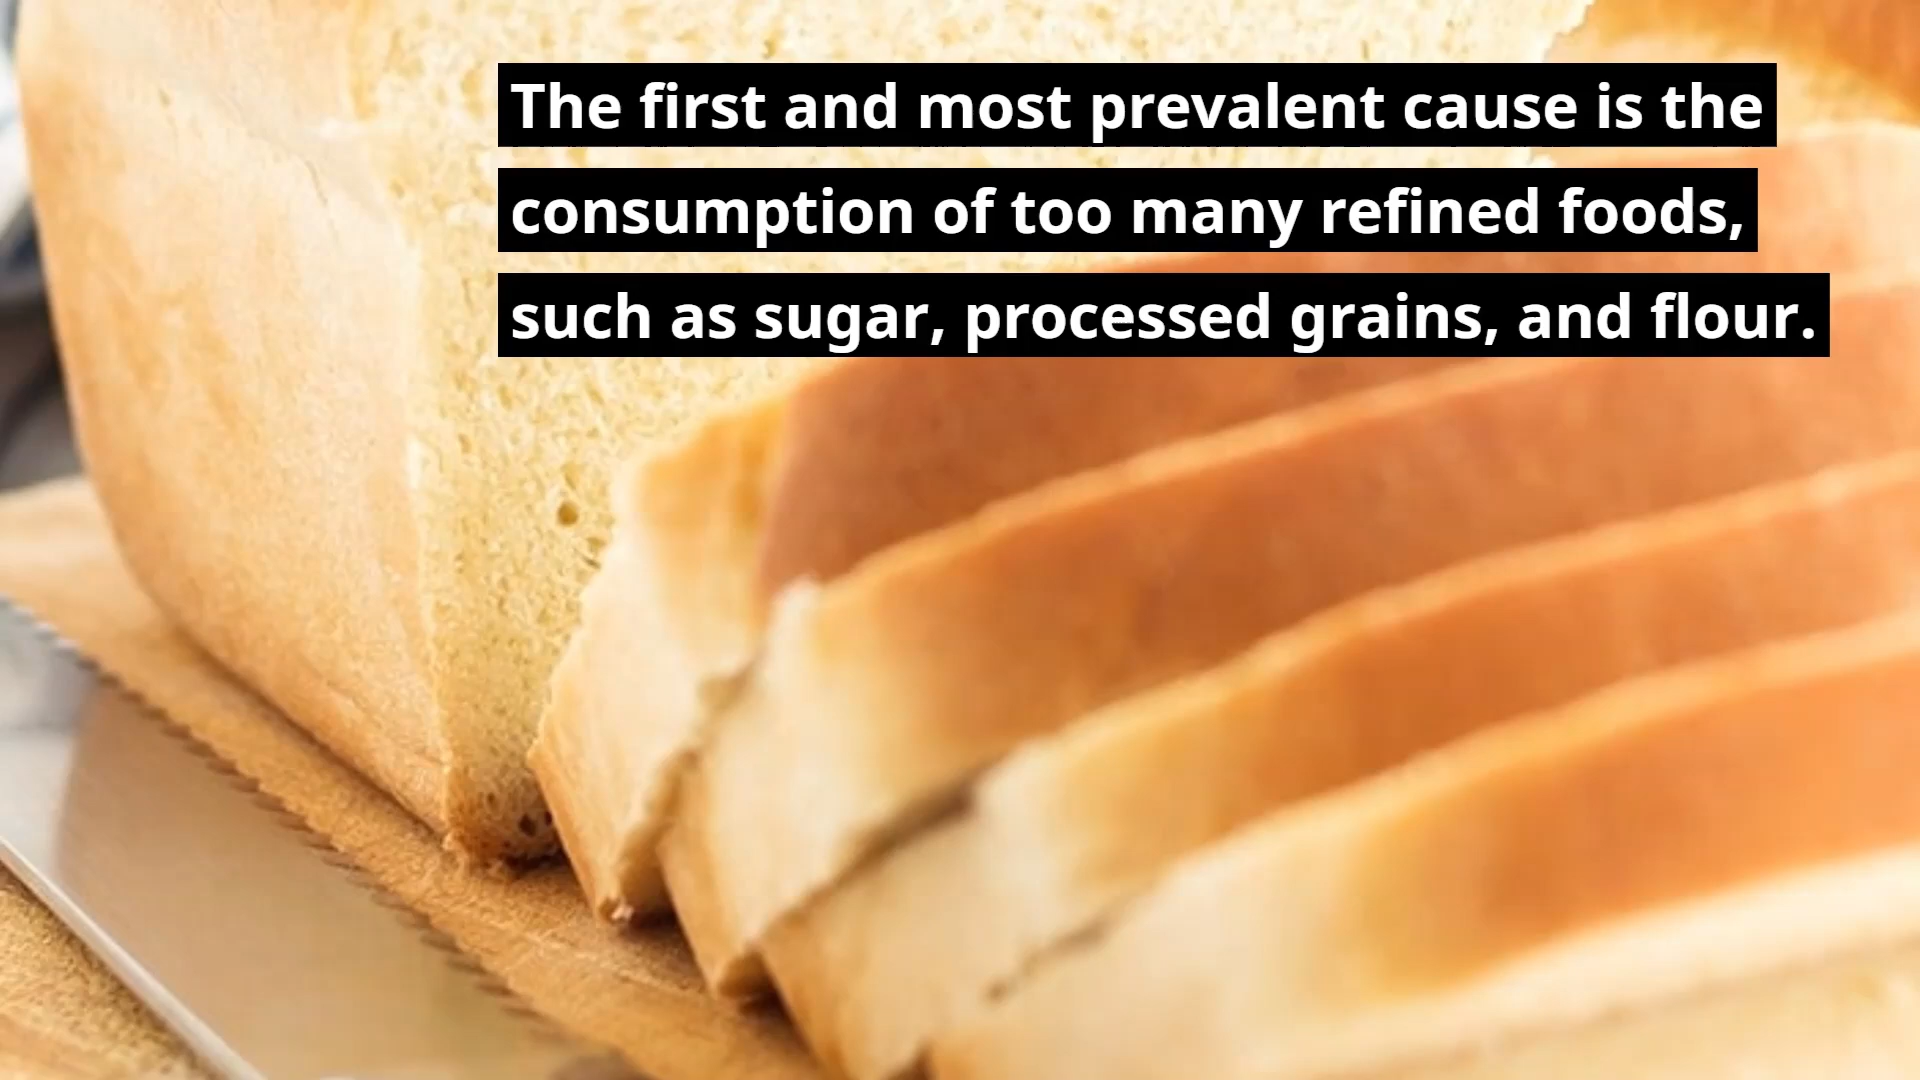 The first and most prevalent cause is the
consumption of too many refined foods,
such as sugar, processed grains, and flour.